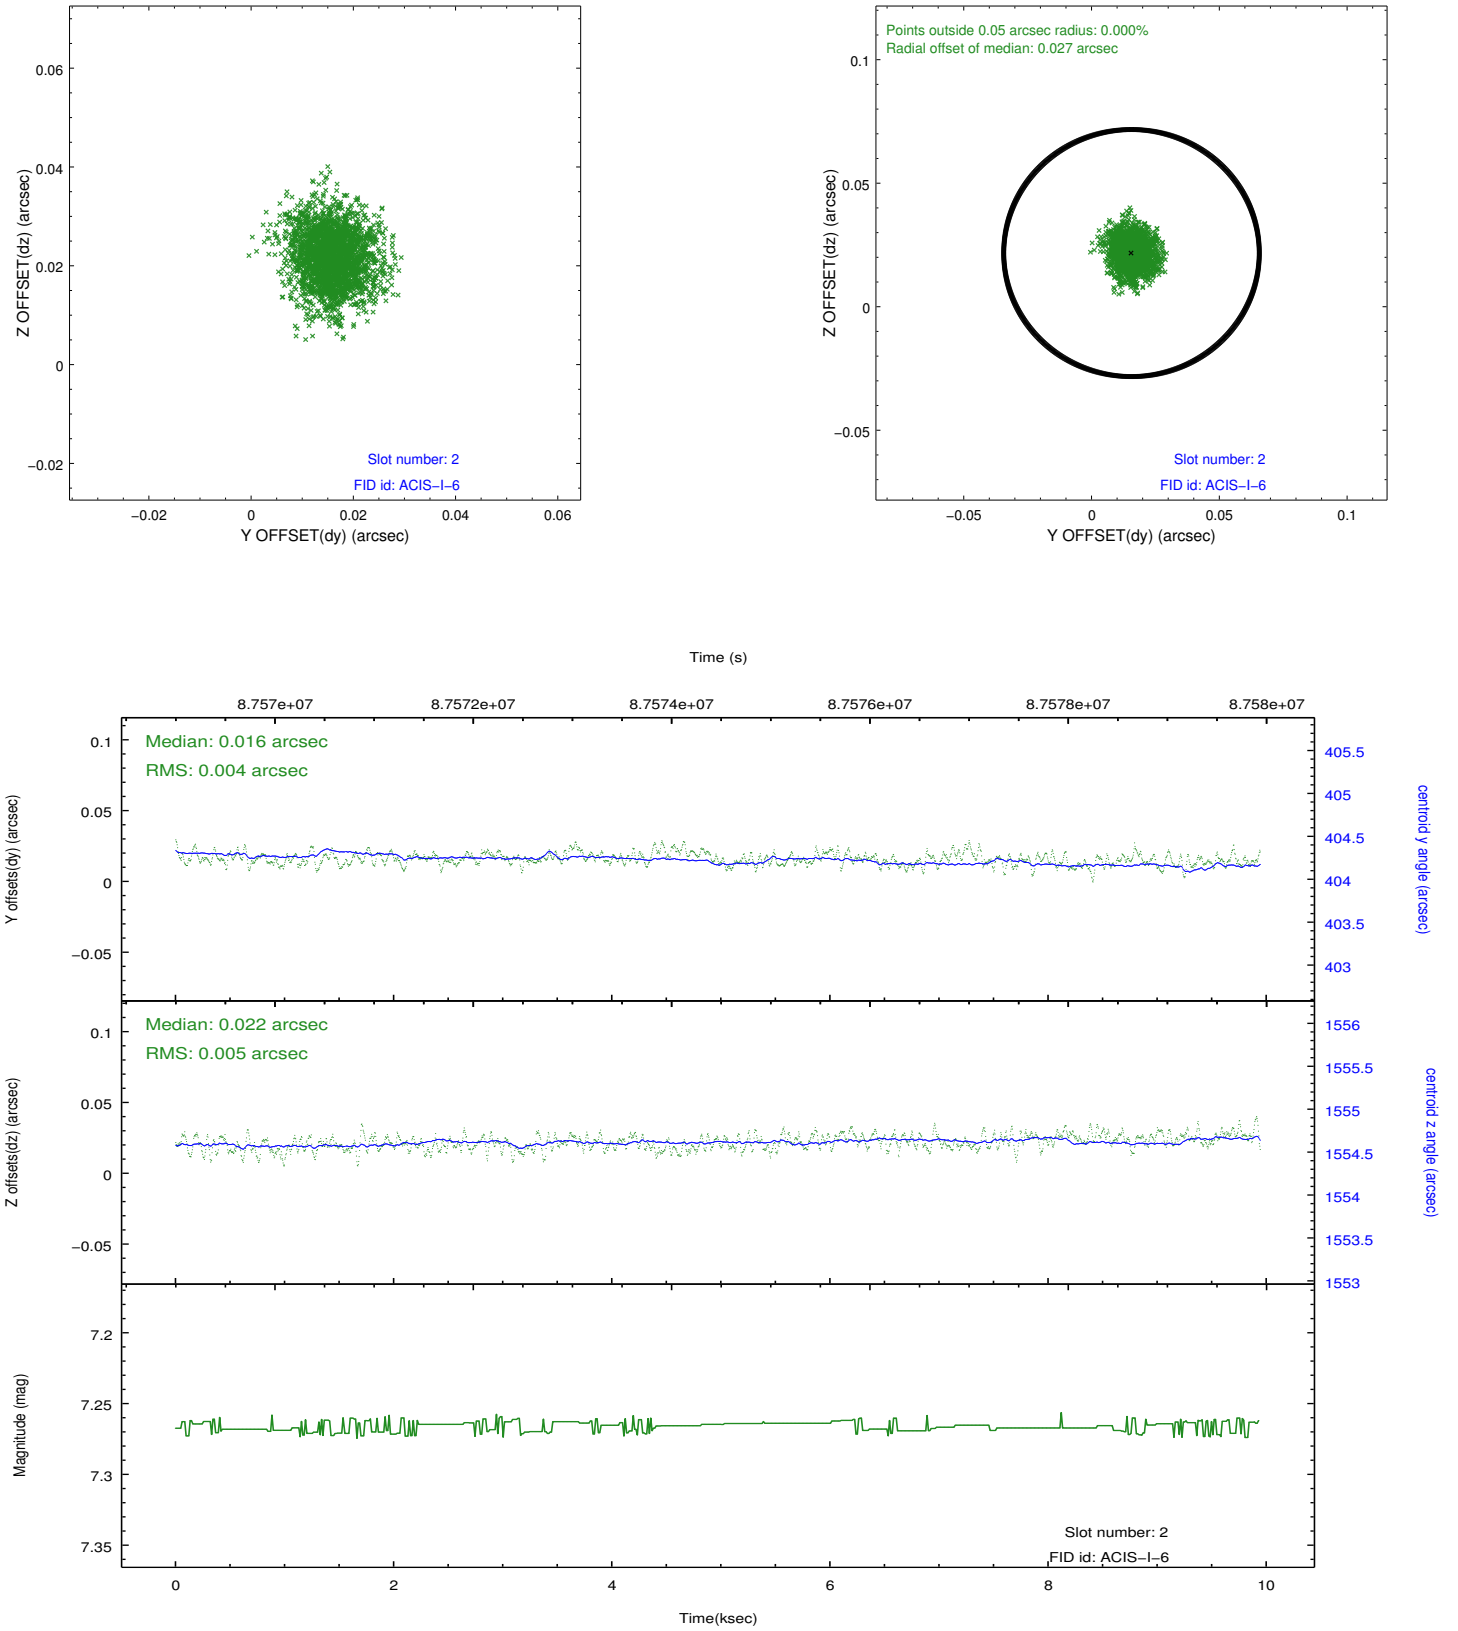 0.06
0.04
0.02
0
−0.02
Z OFFSET(dz) (arcsec)
Slot number: 2
FID id: ACIS−I−6
−0.02 0 0.02 0.04 0.06
Y OFFSET(dy) (arcsec)
Points outside 0.05 arcsec radius: 0.000%
Radial offset of median: 0.027 arcsec
0.1
0.05
0
−0.05
Z OFFSET(dz) (arcsec)
Slot number: 2
FID id: ACIS−I−6
−0.05 0 0.05 0.1
Y OFFSET(dy) (arcsec)
Time (s)
8.757e+07 8.7572e+07 8.7574e+07 8.7576e+07 8.7578e+07 8.758e+07
Median: 0.016 arcsec
RMS: 0.004 arcsec
0.1
0.05
0
−0.05
Y offsets(dy) (arcsec)
405.5
405
404.5
404
403.5
403
centroid y angle (arcsec)
Median: 0.022 arcsec
RMS: 0.005 arcsec
0.1
0.05
0
−0.05
Z offsets(dz) (arcsec)
1556
1555.5
1555
1554.5
1554
1553.5
1553
centroid z angle (arcsec)
7.2
7.25
7.3
7.35
Magnitude (mag)
Slot number: 2
FID id: ACIS−I−6
0 2 4 6 8 10
Time(ksec)